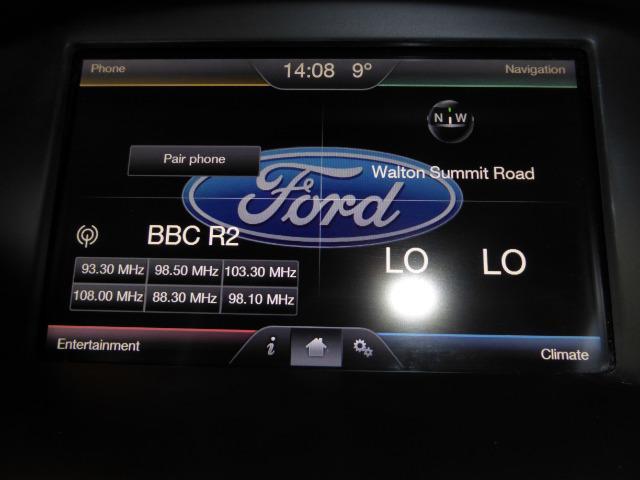 Phone
14:08 9°
Navigation
N W
Pair phone
Walton Summit Road
Ford
BBC R2
93.30 MHz 98.50 MHz 103.30 MHz
108.00 MHz 88.30 MHz 98.10 MHz
LO LO
Entertainment
i
Climate